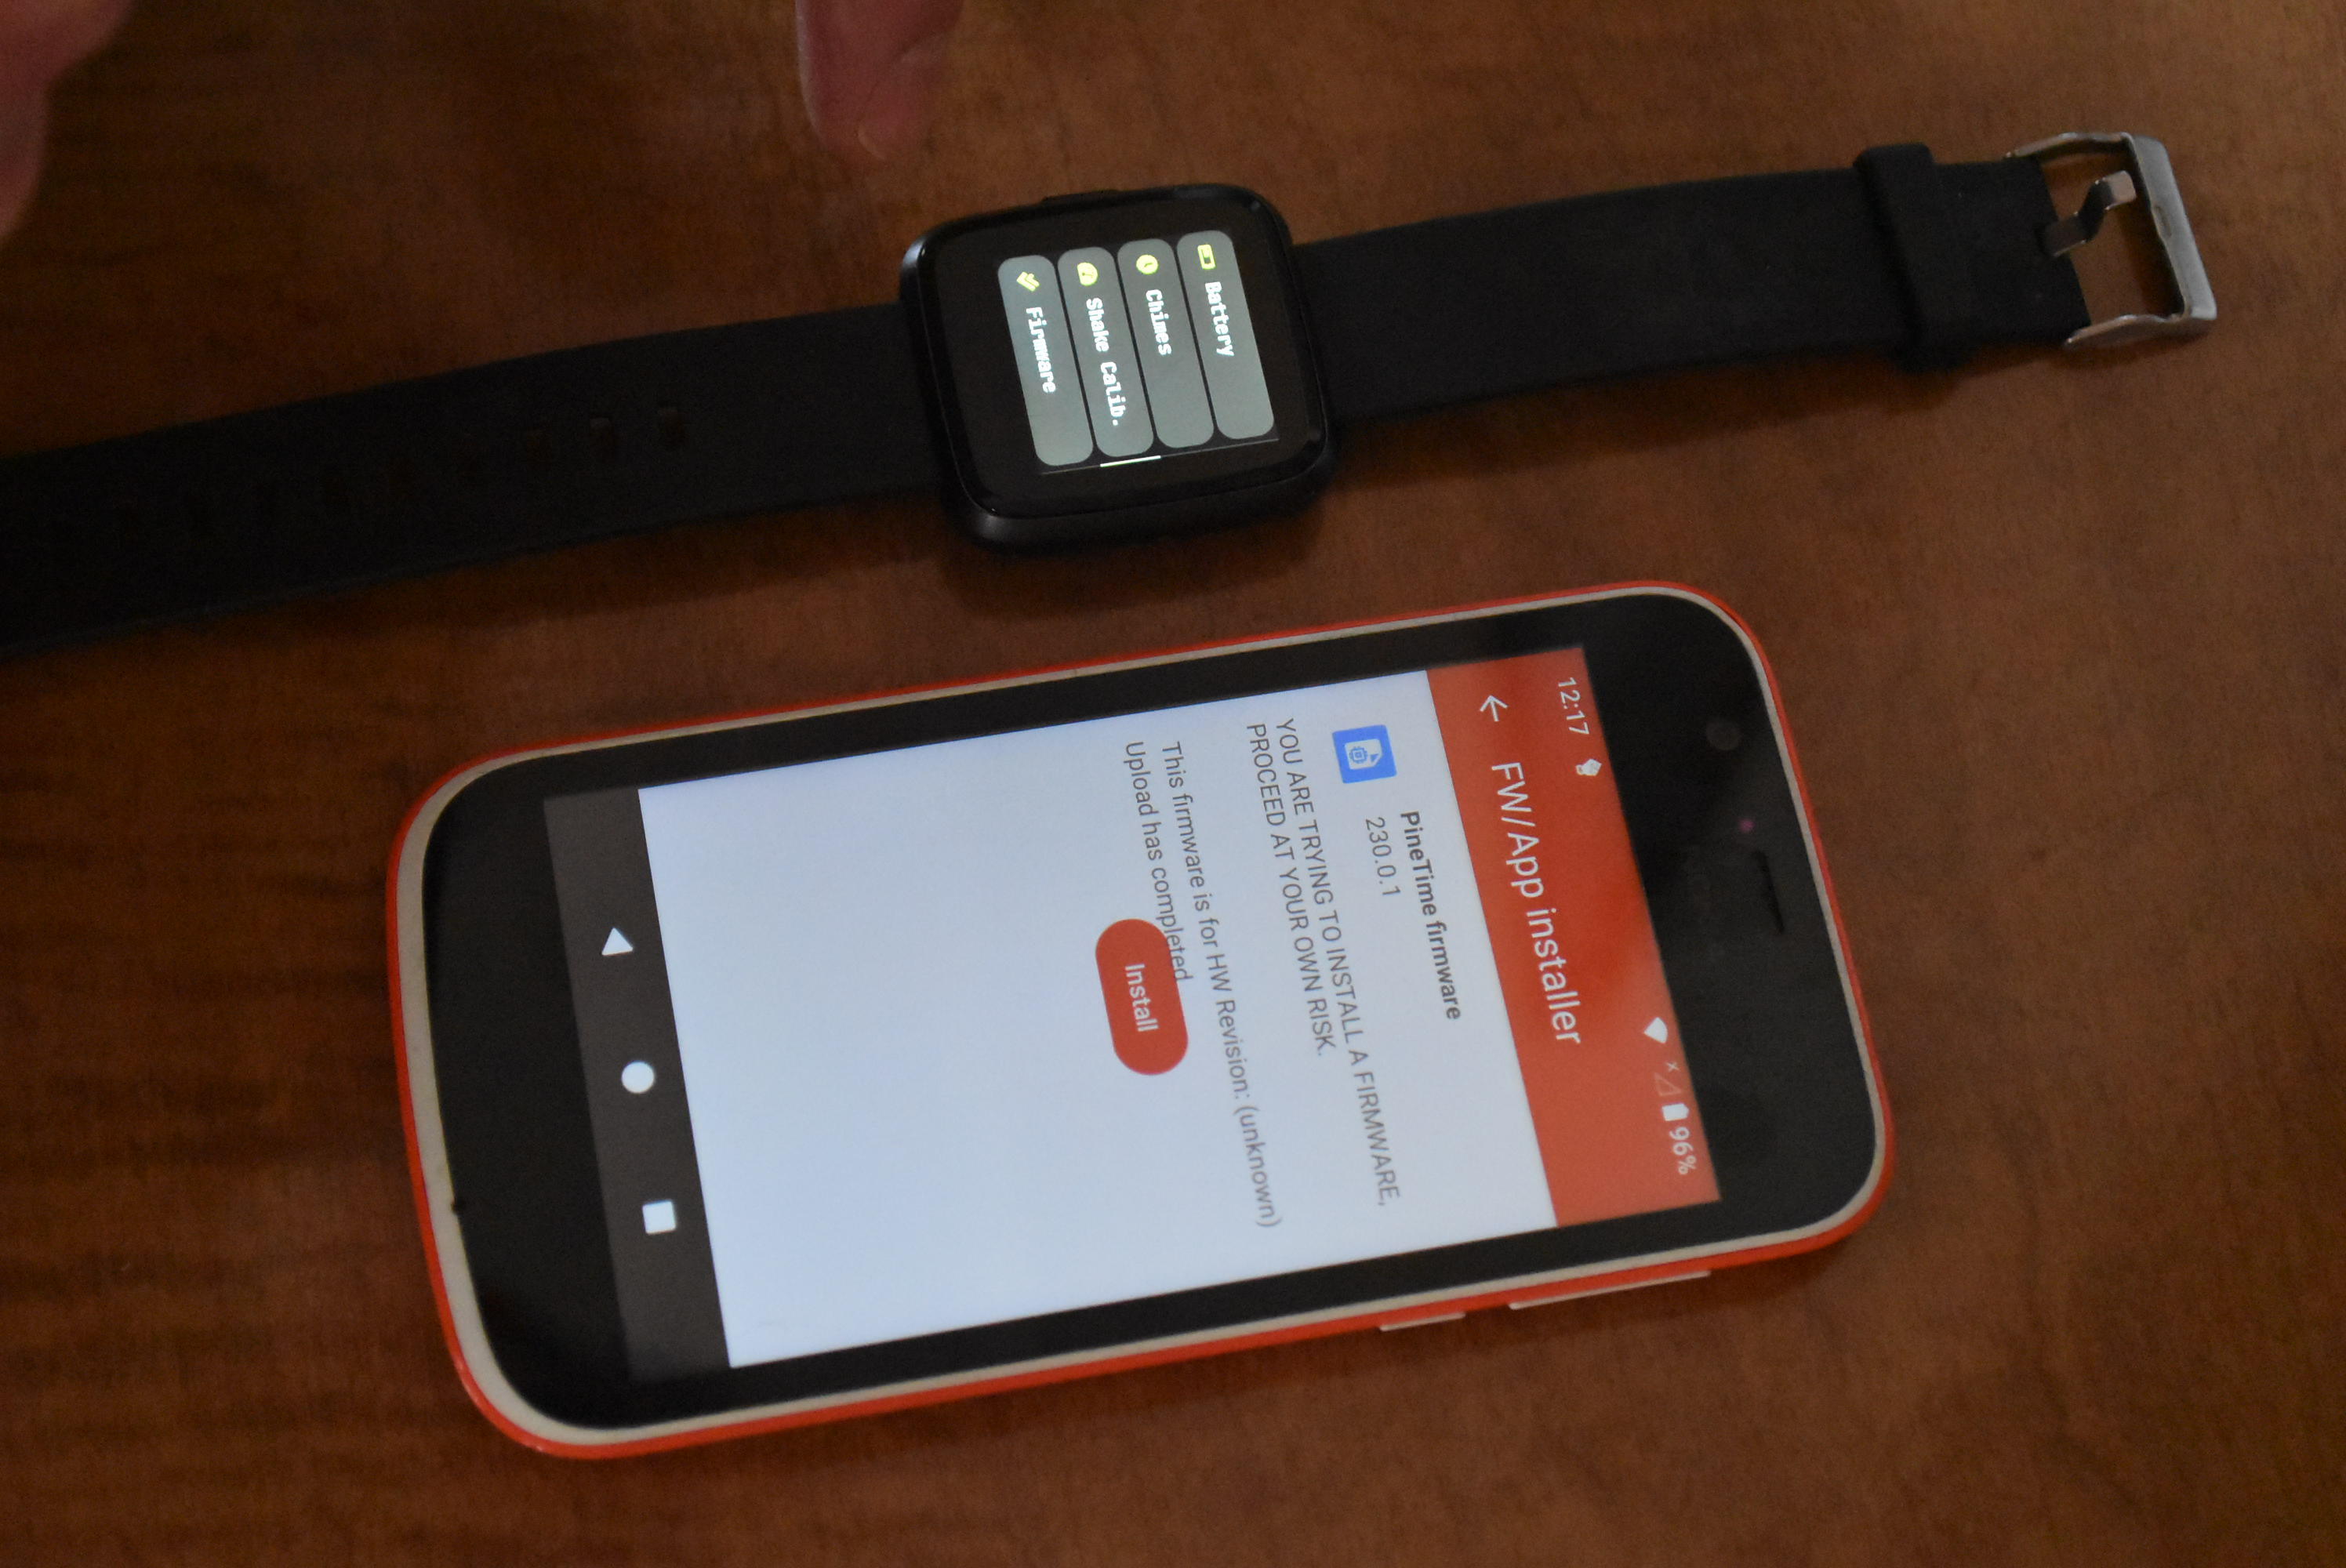 Battery
Chimes
Shake Calib.
Firmware
12:17
96%
FW/App installer
PineTime firmware
230.0.1
YOU ARE TRYING TO INSTALL A FIRMWARE,
PROCEED AT YOUR OWN RISK.
This firmware is for HW Revision: (unknown)
Upload has completed
Install